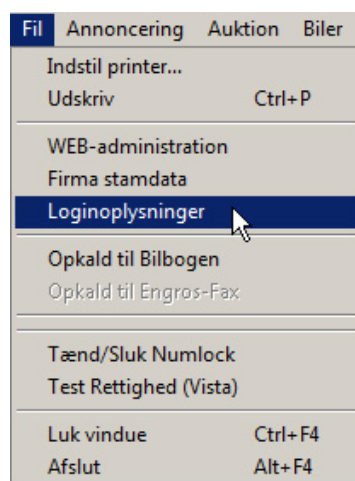 Fil Annoncering Auktion Biler
Indstil printer...
Udskriv Ctrl+P
WEB-administration
Firma stamdata
Loginoplysninger
Opkald til Bilbogen
Opkald til Engros-Fax
Tænd/Sluk Numlock
Test Rettighed (Vista)
Luk vindue Ctrl+F4
Afslut Alt+F4